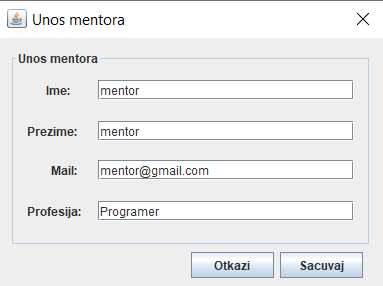 Unos mentora
Unos mentora
Ime: mentor
Prezime: mentor
Mail: mentor@gmail.com
Profesija: Programer
Otkazi Sacuvaj